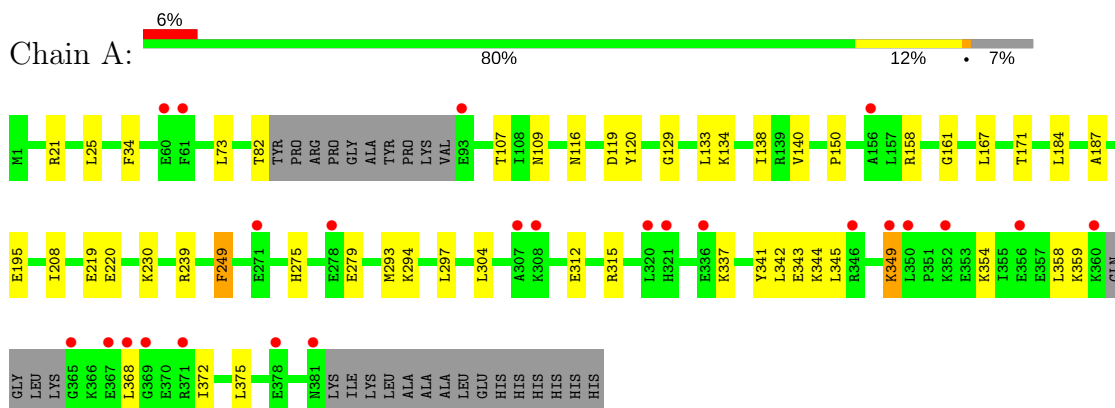 6%
Chain A:
80% 12% • 7%
M1 R21 L25 F34 E60 F61 L73 T82 TYR PRO ARG PRO GLY ALA TYR PRO LYS VAL E93 T107 I108 N109 N116 D119 Y120 G129 L133 K134 I138 R139 V140 P150 A156 L157 R158 G161 L167 T171 L184 A187
E195 I208 E219 E220 K230 R239 F249 E271 H275 E278 E279 M293 K294 L297 L304 A307 K308 E312 R315 L320 H321 E336 K337 Y341 L342 E343 K344 L345 R346 K349 L350 P351 K352 E353 K354 I355 E356 E357 L358 K359 K360 GLN
GLY LEU LYS G365 K366 E367 L368 G369 E370 R371 I372 L375 E378 N381 LYS ILE LYS LEU ALA ALA ALA LEU GLU HIS HIS HIS HIS HIS HIS